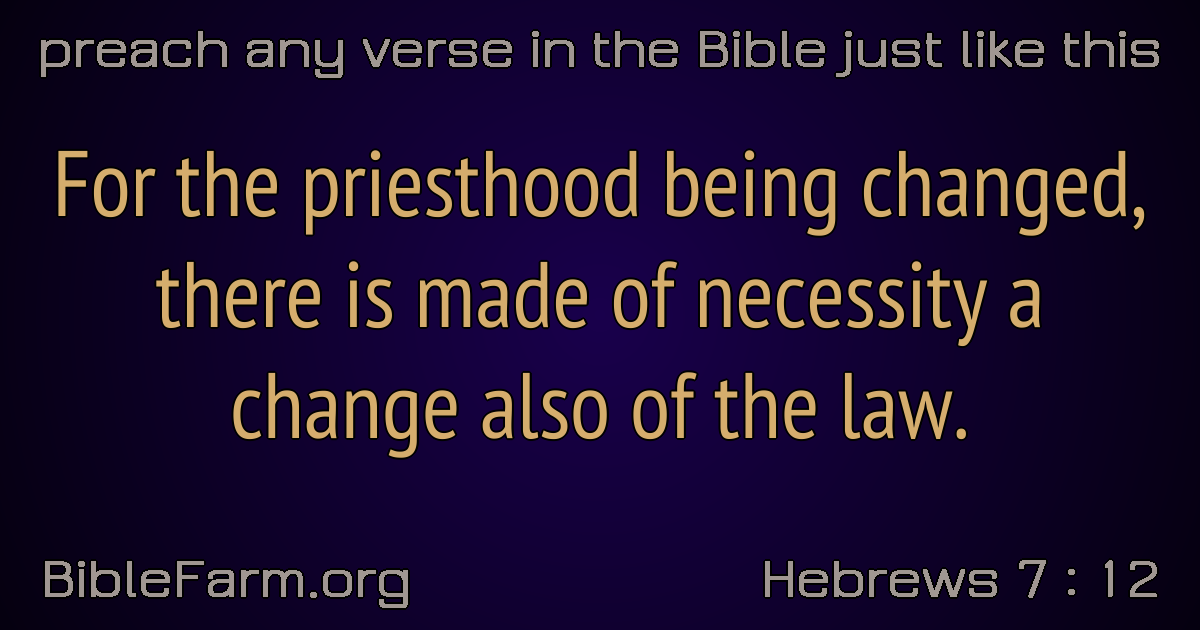 preach any verse in the Bible just like this
For the priesthood being changed,
there is made of necessity a
change also of the law.
BibleFarm.org
Hebrews 7 : 12